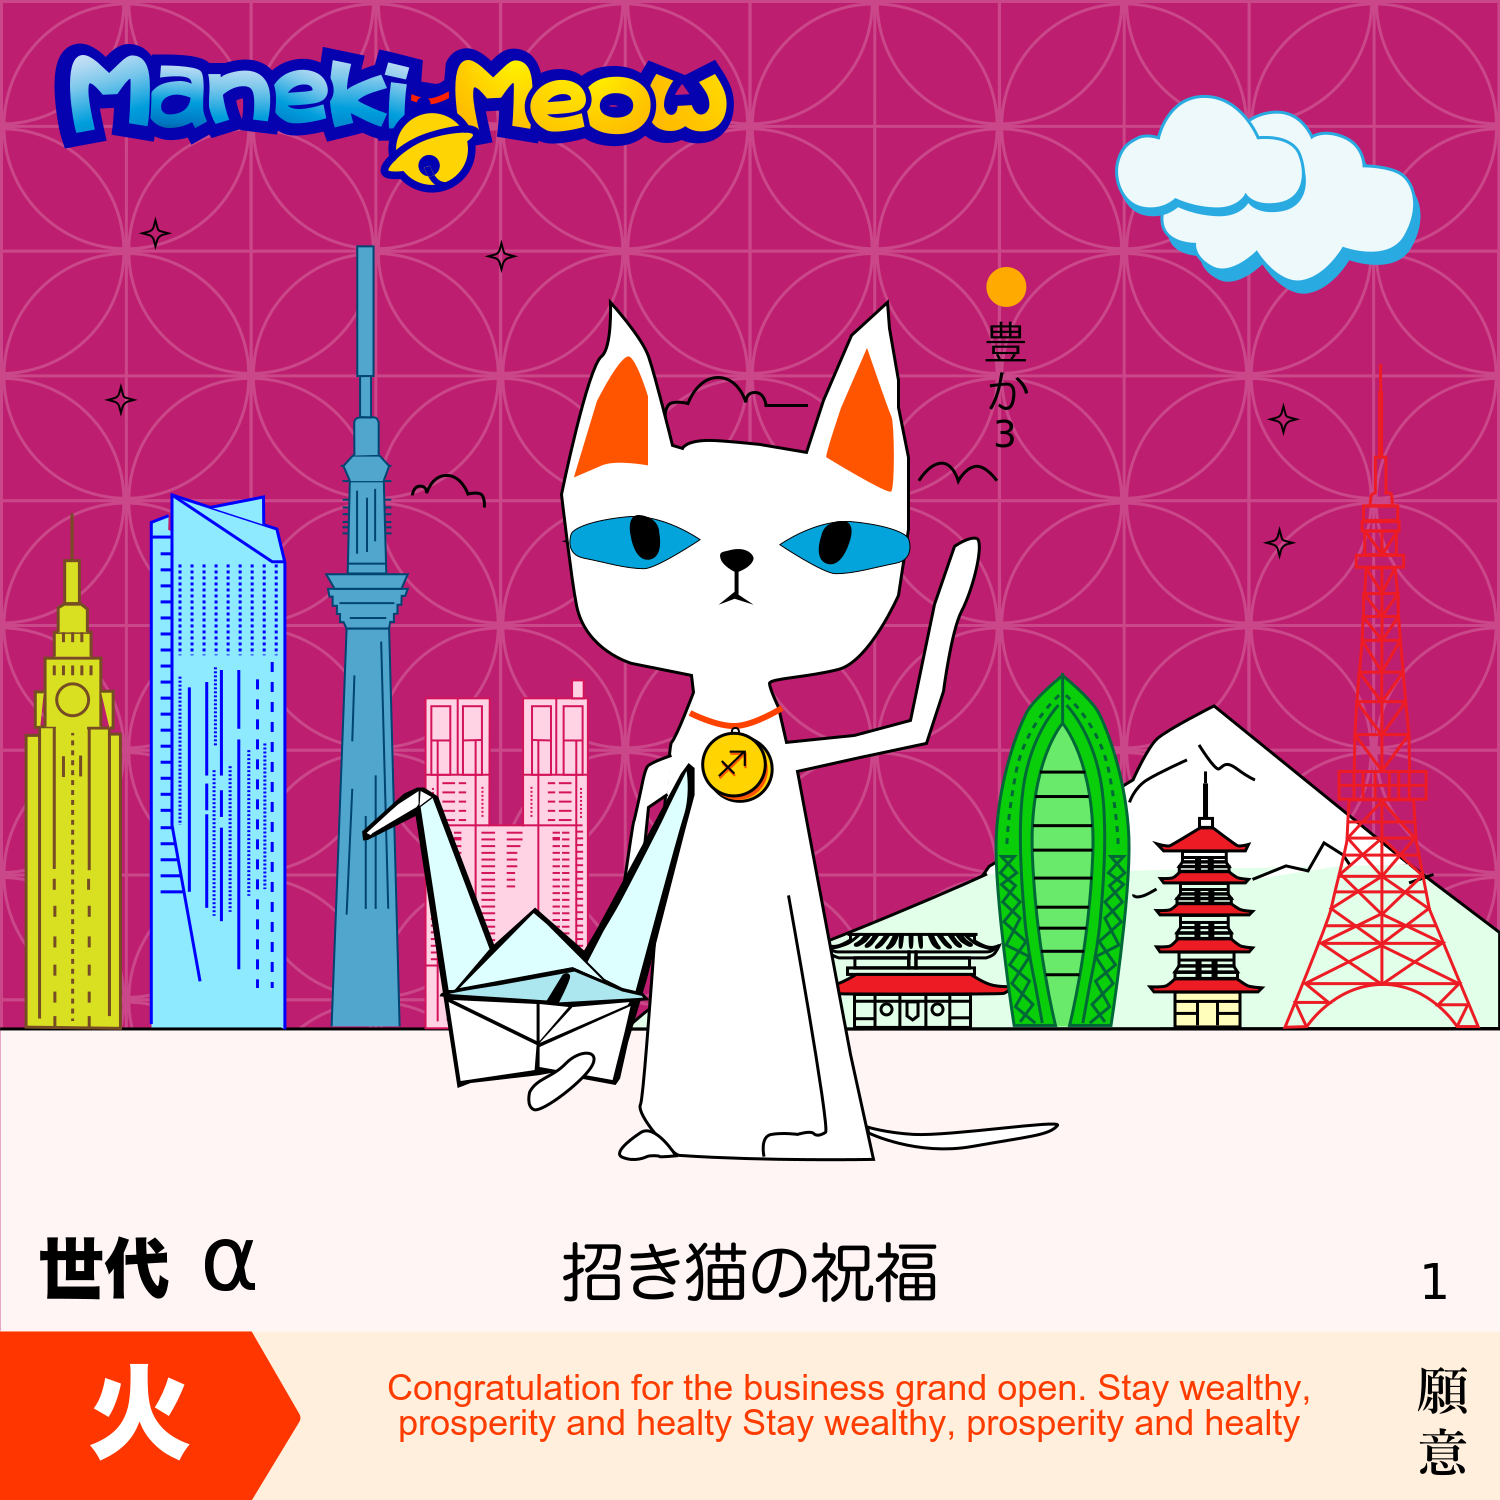 Maneki-Meow
豊か3
世代 α
招き猫の祝福
1
火
Congratulation for the business grand open. Stay wealthy,
prosperity and healty Stay wealthy, prosperity and healty
願意